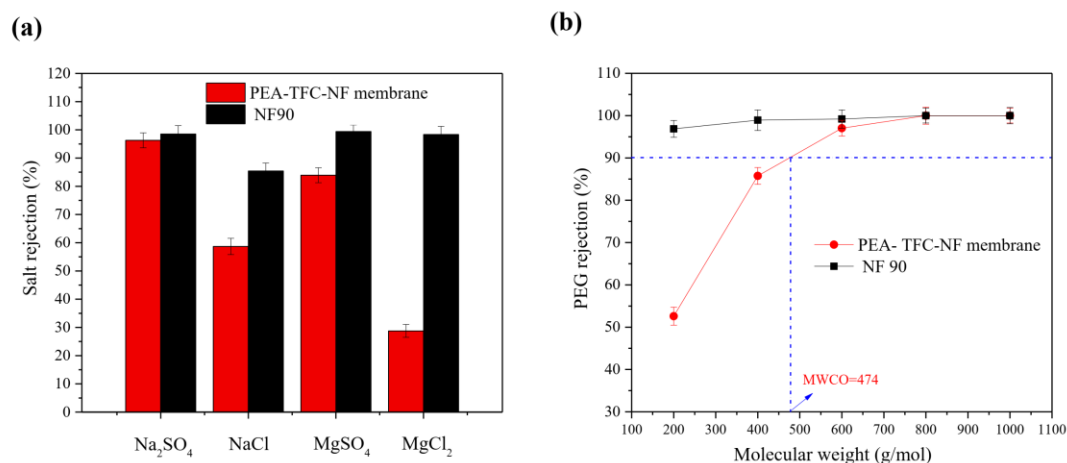 (a)
120
110
100
90
80
70
60
50
40
30
20
10
0
Salt rejection (%)
PEA-TFC-NF membrane
NF90
Na₂SO₄
NaCl
MgSO₄
MgCl₂
(b)
110
100
90
80
70
60
50
40
30
PEG rejection (%)
PEA- TFC-NF membrane
NF 90
MWCO=474
100 200 300 400 500 600 700 800 900 1000 1100
Molecular weight (g/mol)